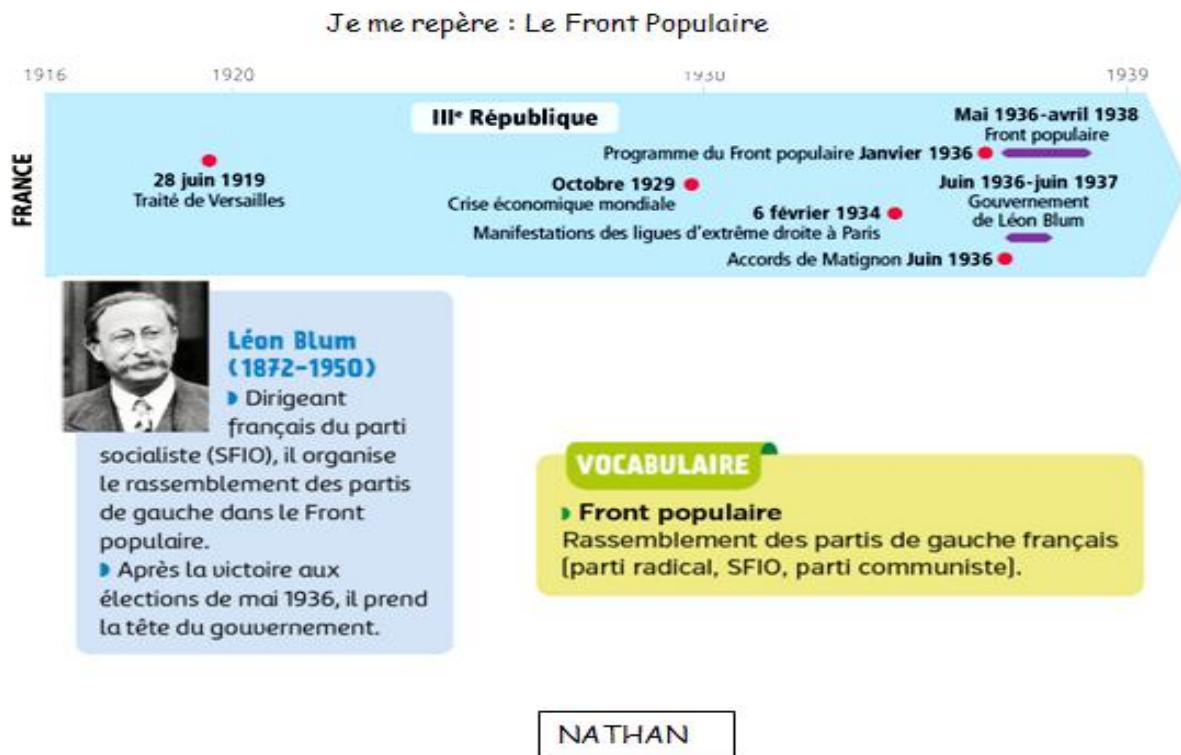 Je me repère : Le Front Populaire
1916
1920
1930
1939
FRANCE
IIIe République
28 juin 1919
Traité de Versailles
Octobre 1929
Crise économique mondiale
6 février 1934
Manifestations des ligues d'extrême droite à Paris
Programme du Front populaire Janvier 1936
Mai 1936-avril 1938
Front populaire
Juin 1936-juin 1937
Gouvernement
de Léon Blum
Accords de Matignon Juin 1936
Léon Blum
(1872-1950)
Dirigeant
français du parti
socialiste (SFIO), il organise
le rassemblement des partis
de gauche dans le Front
populaire.
Après la victoire aux
élections de mai 1936, il prend
la tête du gouvernement.
VOCABULAIRE
Front populaire
Rassemblement des partis de gauche français
(parti radical, SFIO, parti communiste).
NATHAN